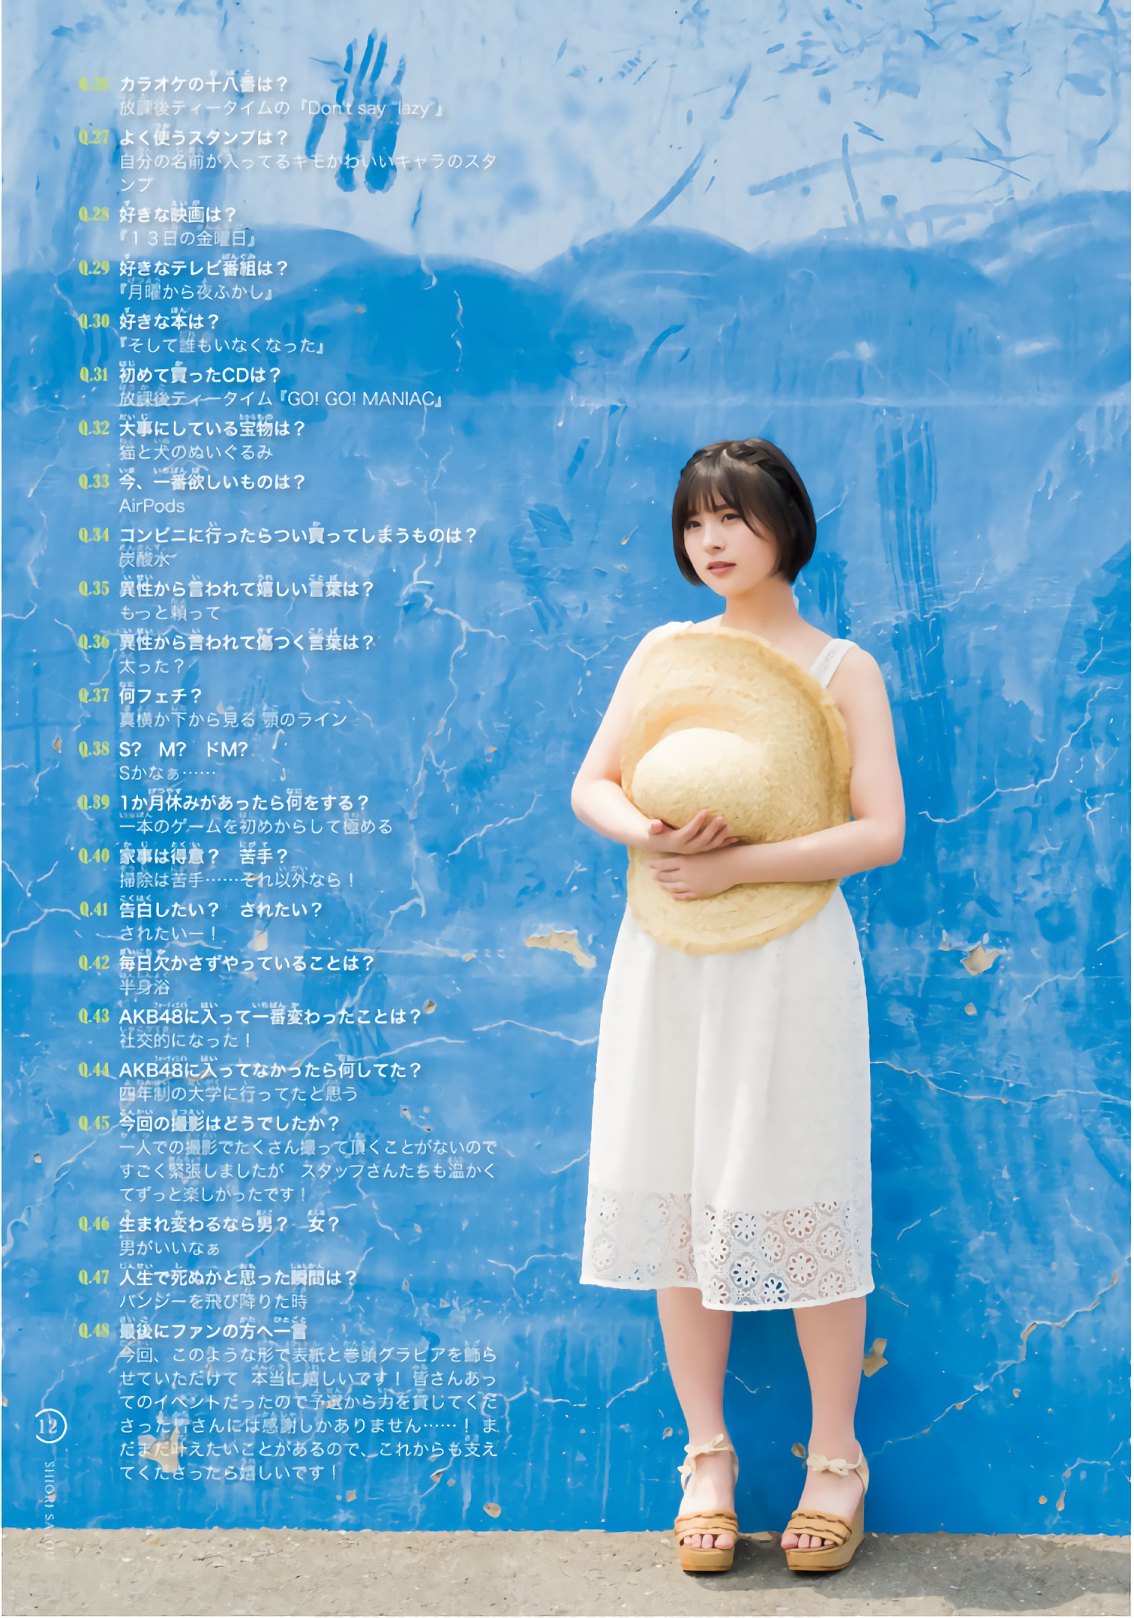 Q.26 カラオケの十八番は？
放課後ティータイムの『Don't say "lazy"』
Q.27 よく使うスタンプは？
自分の名前が入ってるキモかわいいキャラのスタ
ンプ
Q.28 好きな映画は？
『１３日の金曜日』
Q.29 好きなテレビ番組は？
『月曜から夜ふかし』
Q.30 好きな本は？
『そして誰もいなくなった』
Q.31 初めて買ったCDは？
放課後ティータイム『GO! GO! MANIAC』
Q.32 大事にしている宝物は？
猫と犬のぬいぐるみ
Q.33 今、一番欲しいものは？
AirPods
Q.34 コンビニに行ったらつい買ってしまうものは？
炭酸水
Q.35 異性から言われて嬉しい言葉は？
もっと頼って
Q.36 異性から言われて傷つく言葉は？
太った？
Q.37 何フェチ？
真横か下から見る 顎のライン
Q.38 S？　M？　ドM？
Sかなぁ……
Q.39 1か月休みがあったら何をする？
一本のゲームを初めからして極める
Q.40 家事は得意？　苦手？
掃除は苦手……それ以外なら！
Q.41 告白したい？　されたい？
されたいー！
Q.42 毎日欠かさずやっていることは？
半身浴
Q.43 AKB48に入って一番変わったことは？
社交的になった！
Q.44 AKB48に入ってなかったら何してた？
四年制の大学に行ってたと思う
Q.45 今回の撮影はどうでしたか？
一人での撮影でたくさん撮って頂くことがないので
すごく緊張しましたが　スタッフさんたちも温かく
てずっと楽しかったです！
Q.46 生まれ変わるなら男？　女？
男がいいなぁ
Q.47 人生で死ぬかと思った瞬間は？
バンジーを飛び降りた時
Q.48 最後にファンの方へ一言
今回、このような形で表紙と巻頭グラビアを飾ら
せていただけて 本当に嬉しいです！ 皆さんあっ
てのイベントだったので予選から力を貸してくだ
さった皆さんには感謝しかありません……！ ま
だまだ叶えたいことがあるので、これからも支え
てくださったら嬉しいです！
12
SHIORI SATOU